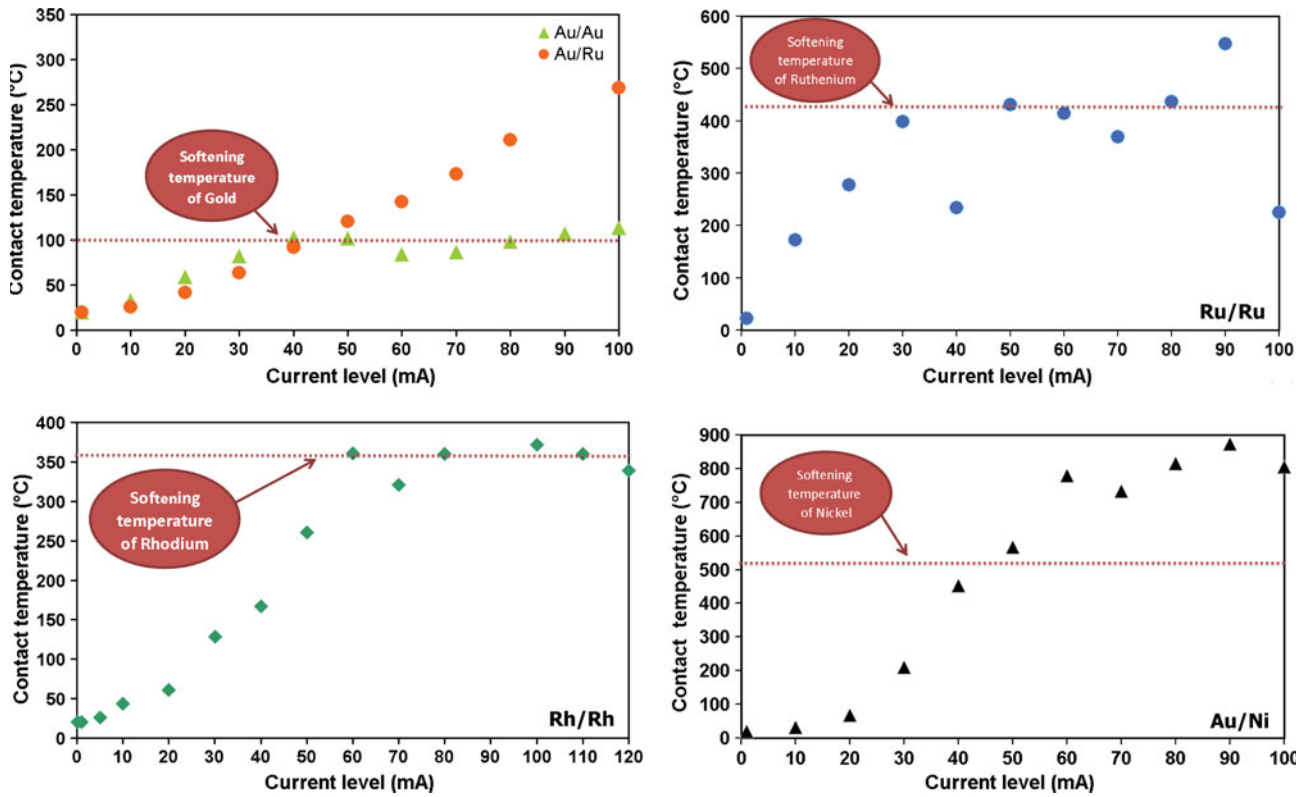 350
300
250
200
150
100
50
0
Contact temperature (°C)
Au/Au
Au/Ru
Softening
temperature
of Gold
0 10 20 30 40 50 60 70 80 90 100
Current level (mA)
600
500
400
300
200
100
0
Contact temperature (°C)
Softening
temperature
of Ruthenium
Ru/Ru
0 10 20 30 40 50 60 70 80 90 100
Current level (mA)
400
350
300
250
200
150
100
50
0
Contact temperature (°C)
Softening
temperature
of Rhodium
Rh/Rh
0 10 20 30 40 50 60 70 80 90 100 110 120
Current level (mA)
900
800
700
600
500
400
300
200
100
0
Contact temperature (°C)
Softening
temperature
of Nickel
Au/Ni
0 10 20 30 40 50 60 70 80 90 100
Current level (mA)